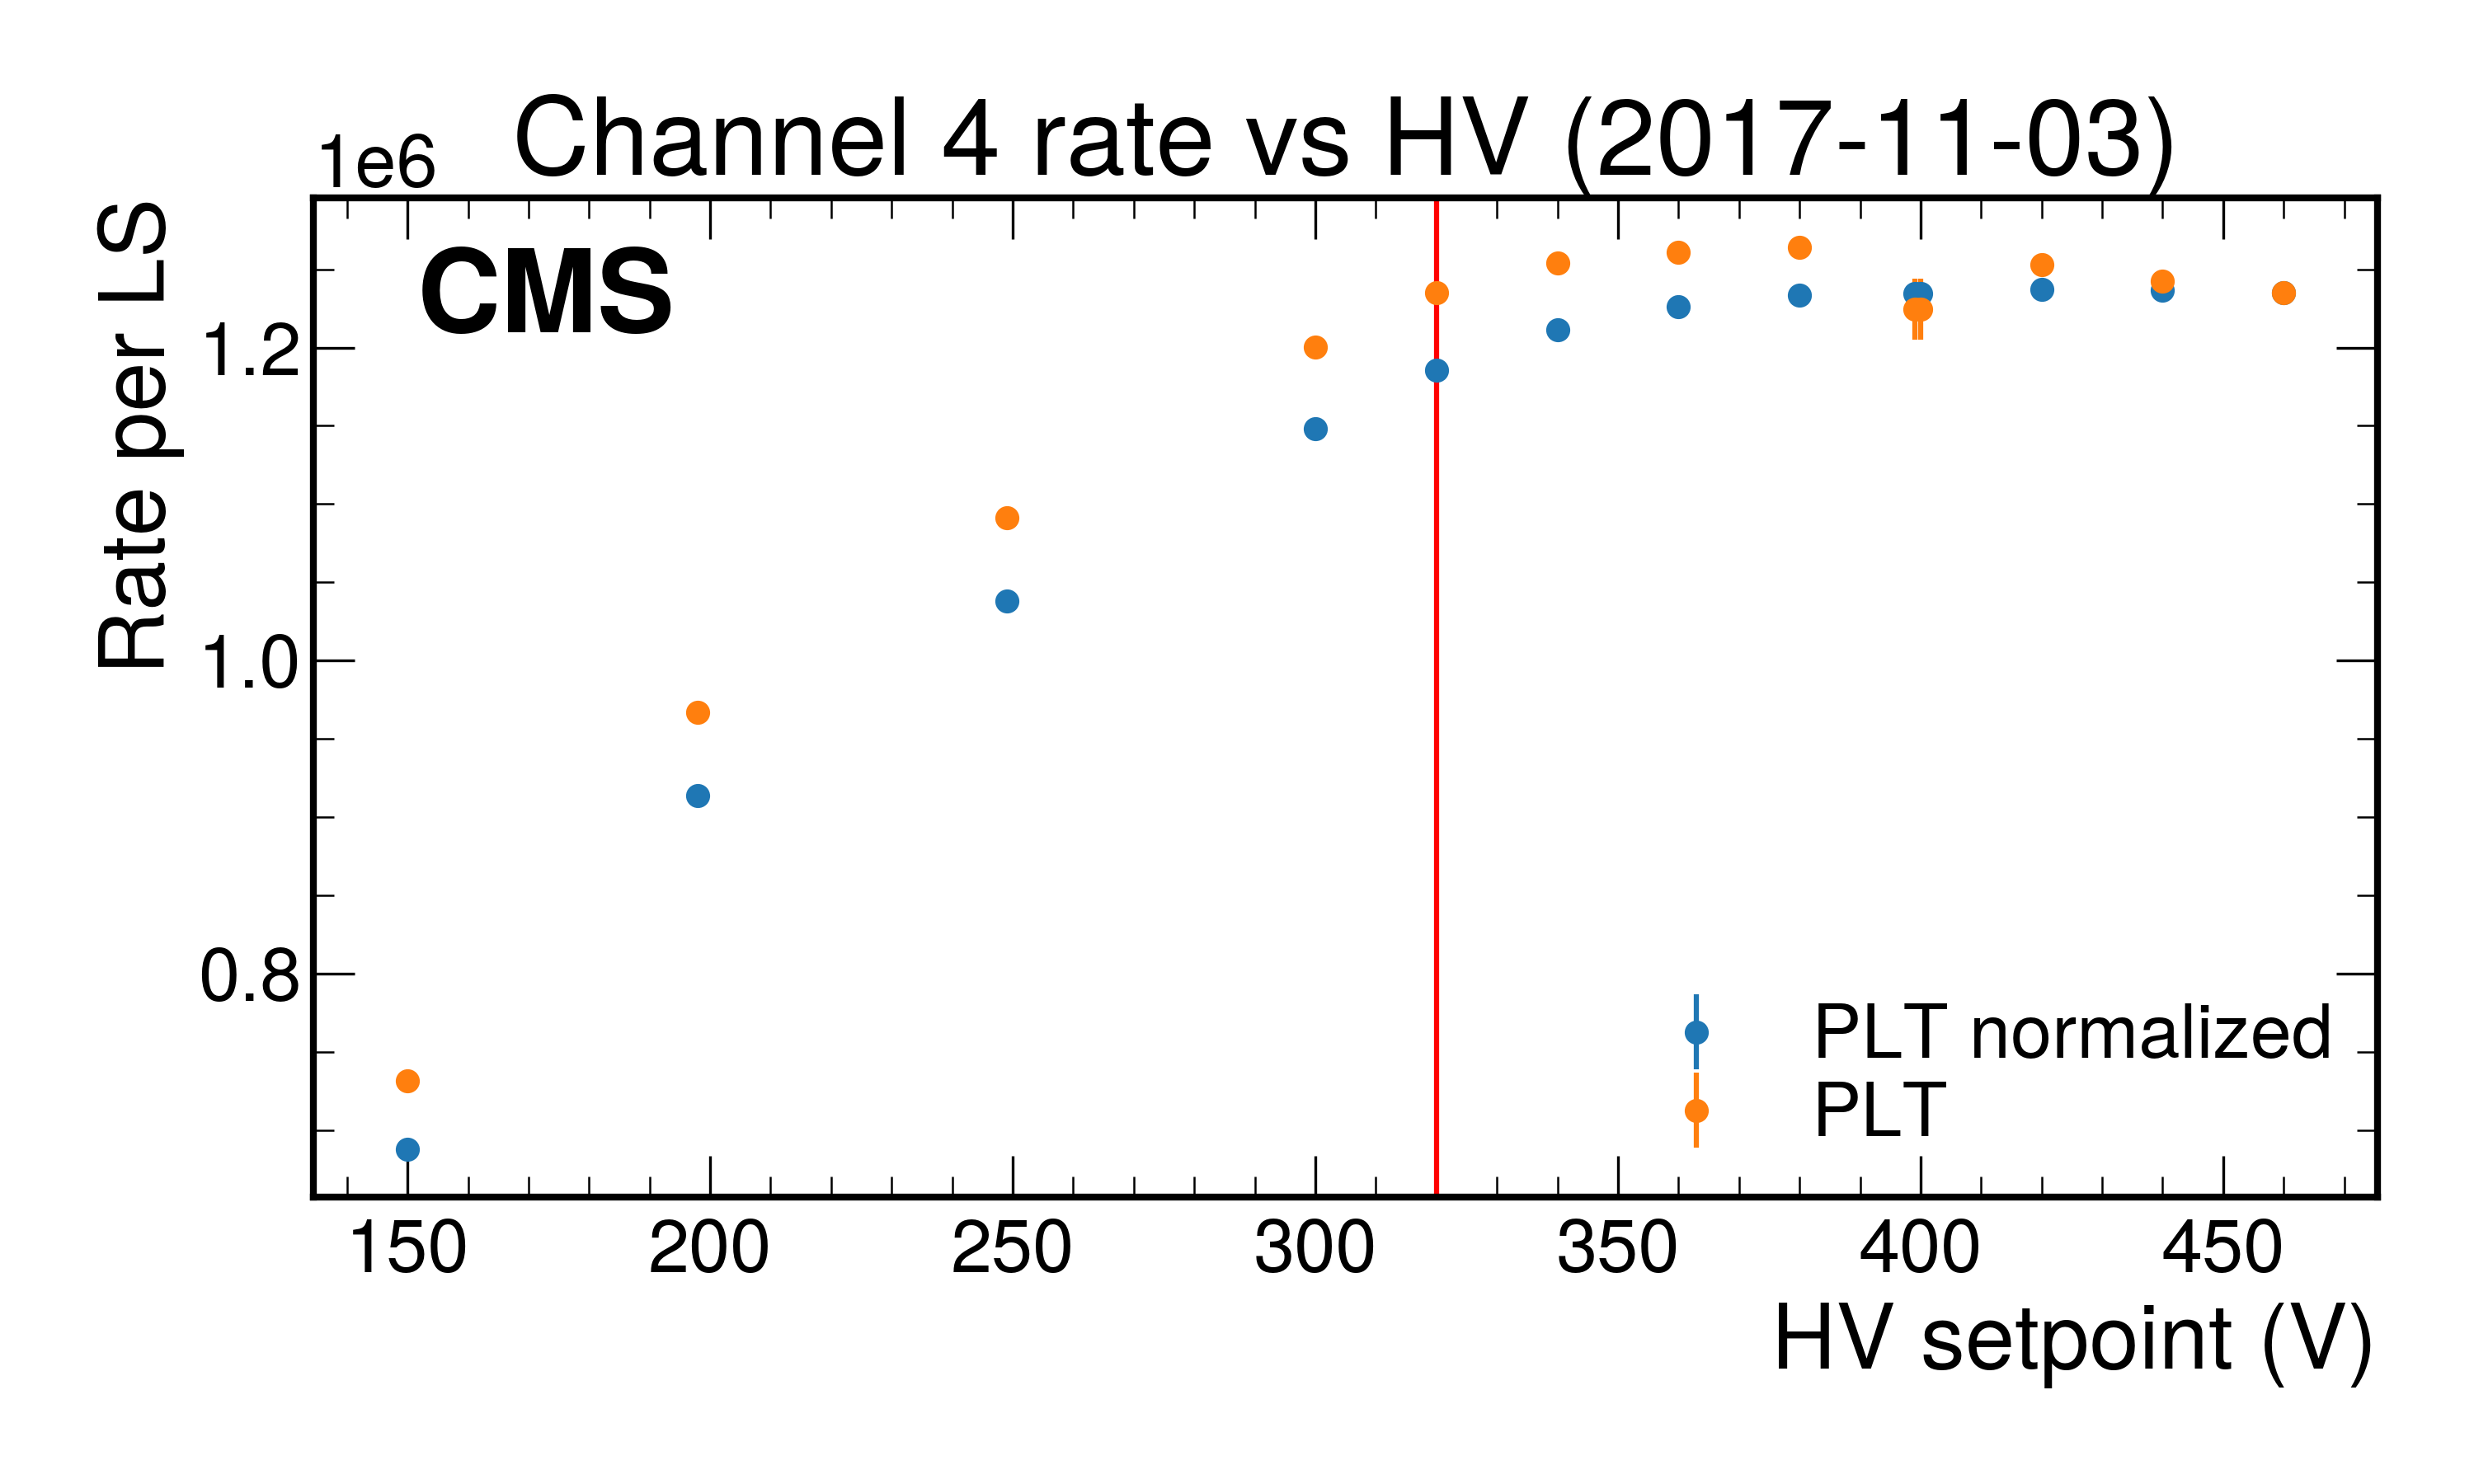 Channel 4 rate vs HV (2017-11-03)
1e6
CMS
Rate per LS
1.2
1.0
0.8
PLT normalized
PLT
150 200 250 300 350 400 450
HV setpoint (V)